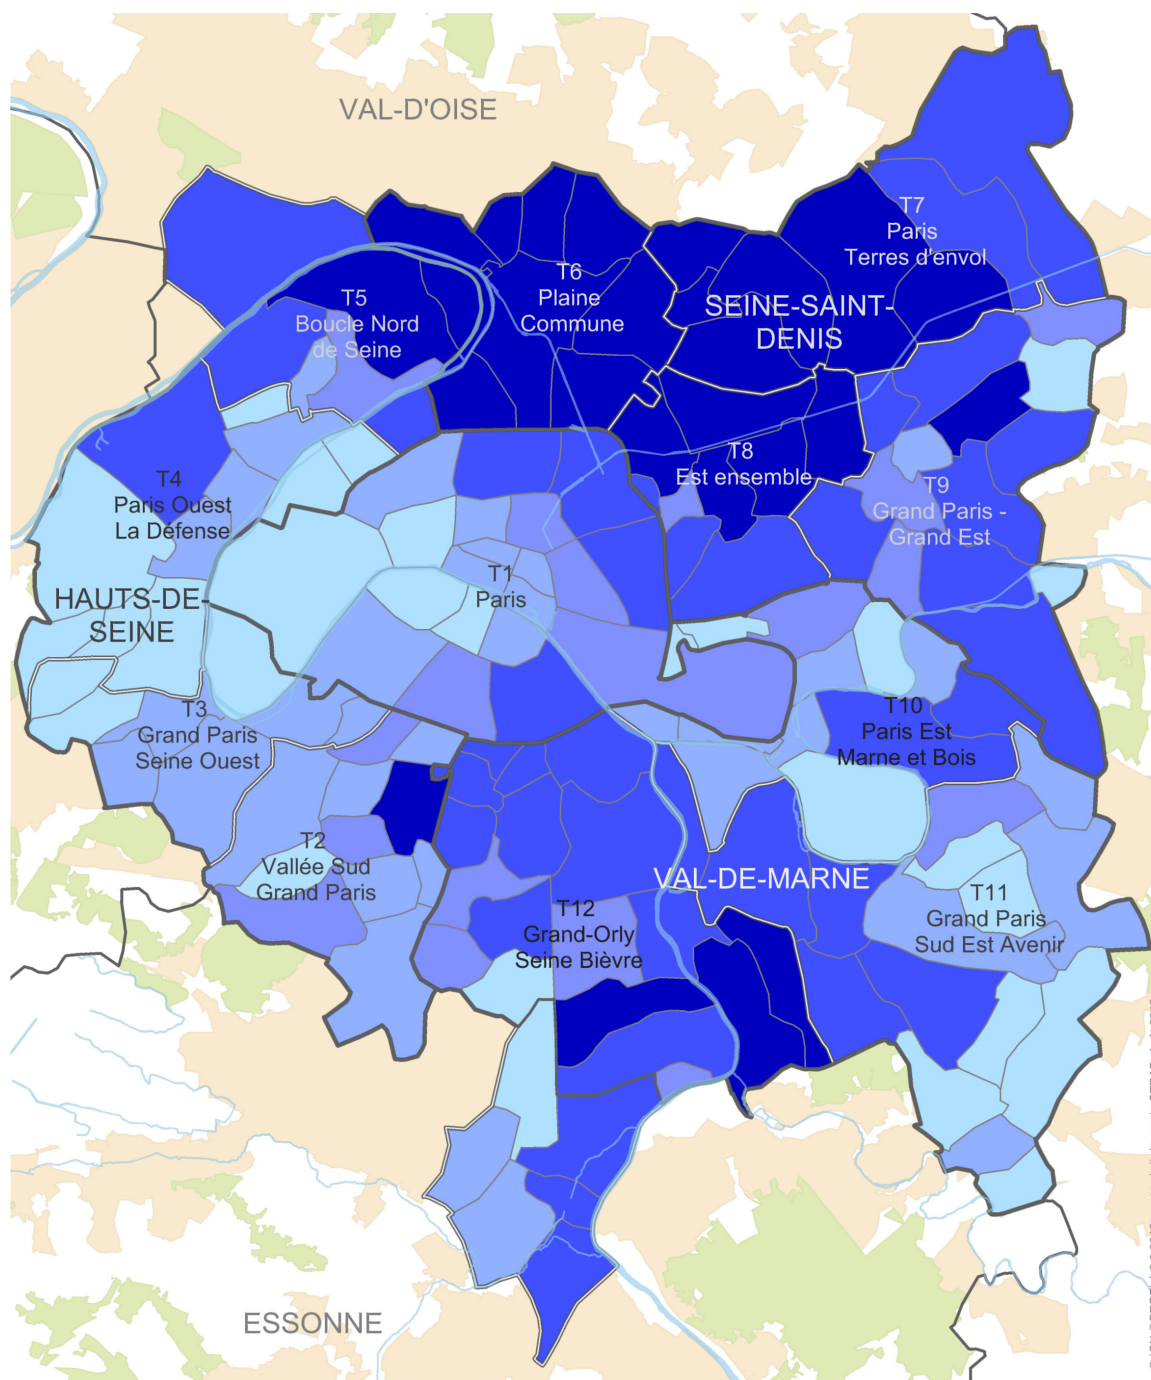 VAL-D'OISE
T7
Paris
Terres d'envol
T6
Plaine
Commune
T5
Boucle Nord
de Seine
SEINE-SAINT-
DENIS
T8
Est ensemble
T4
Paris Ouest
La Défense
T9
Grand Paris -
Grand Est
T1
Paris
HAUTS-DE-
SEINE
T3
Grand Paris
Seine Ouest
T10
Paris Est
Marne et Bois
T2
Vallée Sud
Grand Paris
VAL-DE-MARNE
T11
Grand Paris
Sud Est Avenir
T12
Grand-Orly
Seine Bièvre
ESSONNE